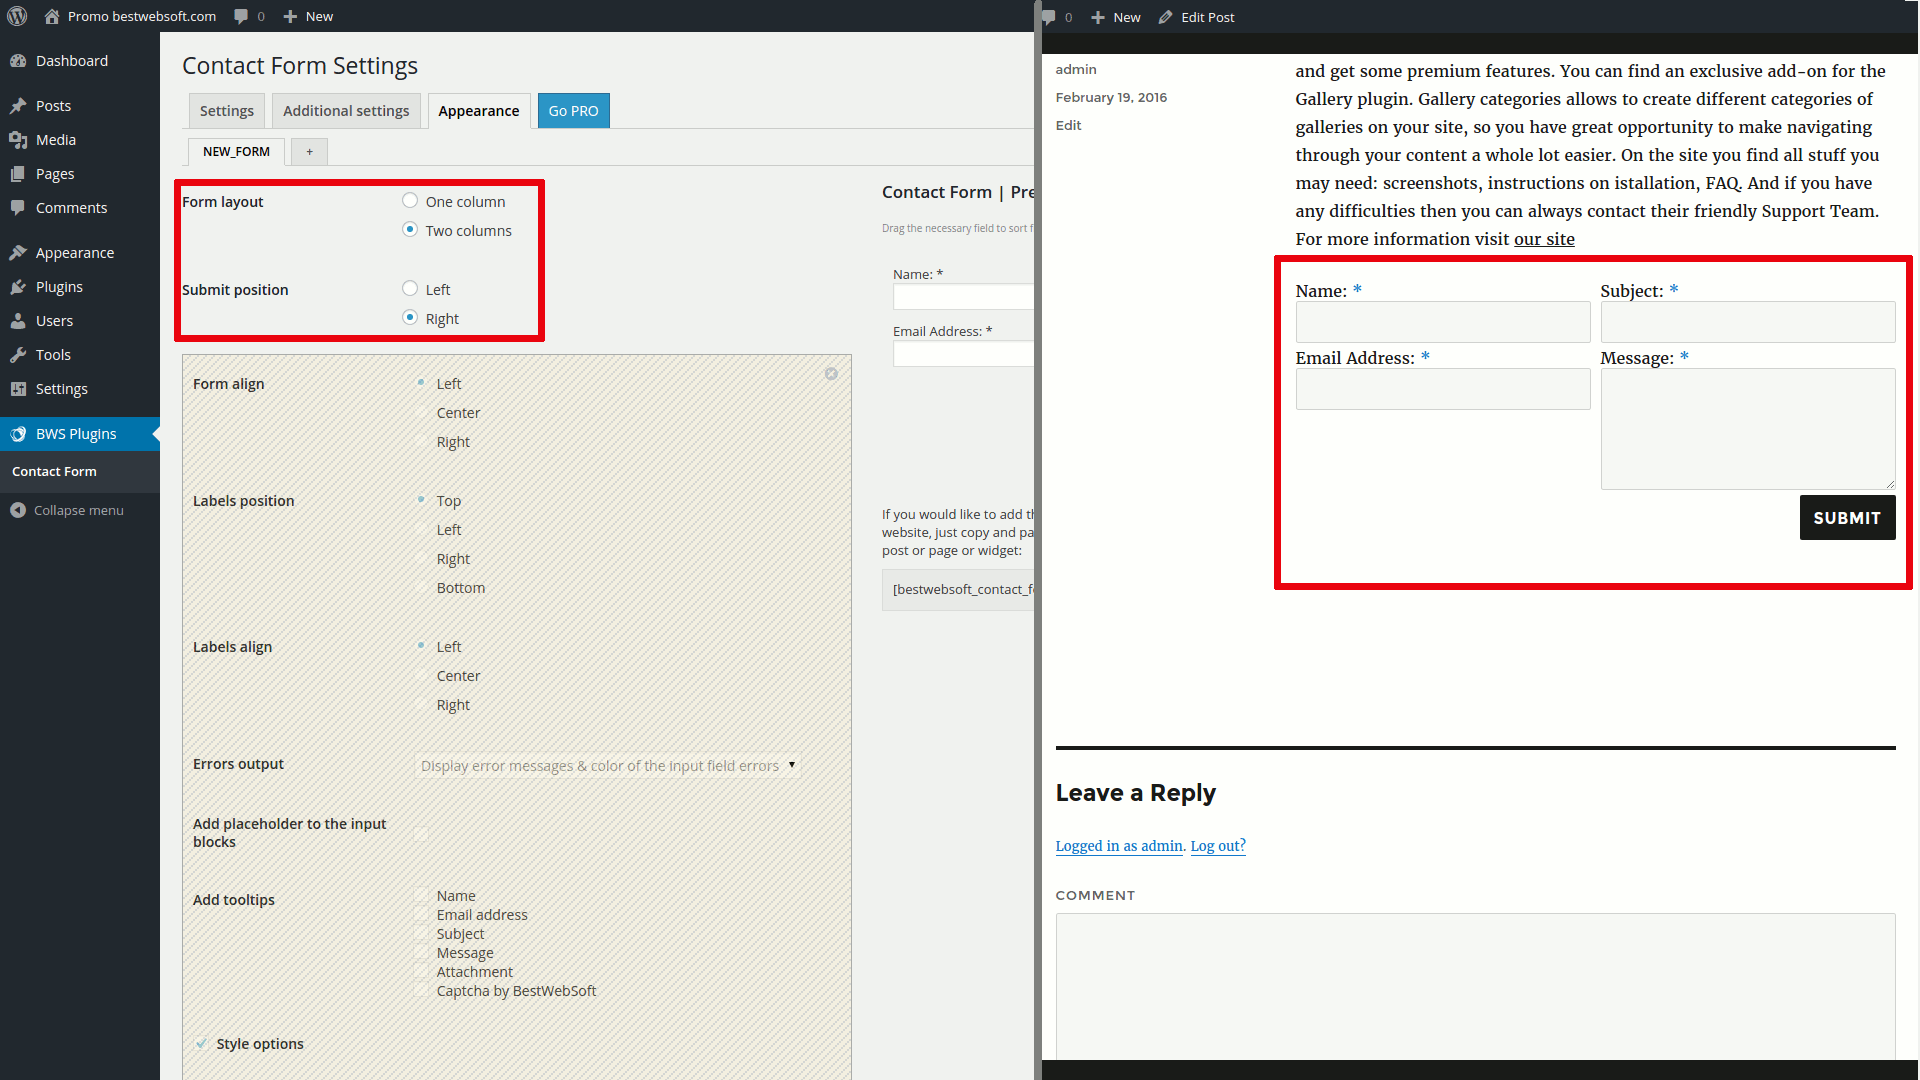 Promo bestwebsoft.com 0 New
Dashboard
Posts
Media
Pages
Comments
Appearance
Plugins
Users
Tools
Settings
BWS Plugins
Contact Form
Collapse menu
Contact Form Settings
Settings Additional settings Appearance Go PRO
NEW_FORM +
Form layout
One column
Two columns
Submit position
Left
Right
Form align
Left
Center
Right
Labels position
Top
Left
Right
Bottom
Labels align
Left
Center
Right
Errors output
Display error messages & color of the input field errors
Add placeholder to the input
blocks
Add tooltips
Name
Email address
Subject
Message
Attachment
Captcha by BestWebSoft
Style options
Contact Form | Pre
Drag the necessary field to sort f
Name: *
Email Address: *
If you would like to add th
website, just copy and pa
post or page or widget:
[bestwebsoft_contact_f
0 New Edit Post
admin
February 19, 2016
Edit
and get some premium features. You can find an exclusive add-on for the
Gallery plugin. Gallery categories allows to create different categories of
galleries on your site, so you have great opportunity to make navigating
through your content a whole lot easier. On the site you find all stuff you
may need: screenshots, instructions on istallation, FAQ. And if you have
any difficulties then you can always contact their friendly Support Team.
For more information visit our site
Name: *
Subject: *
Email Address: *
Message: *
SUBMIT
Leave a Reply
Logged in as admin. Log out?
COMMENT